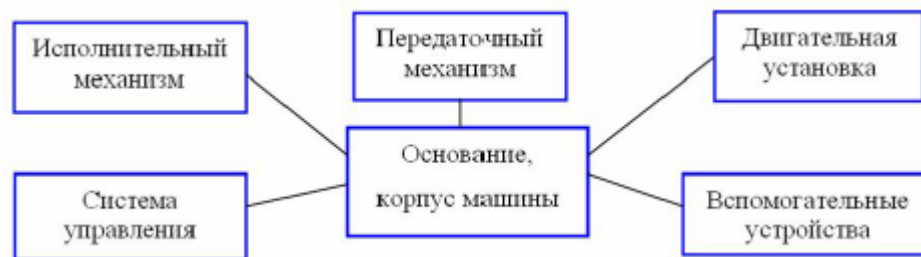 Исполнительный
механизм
Передаточный
механизм
Двигательная
установка
Основание,
корпус машины
Система
управления
Вспомогательные
устройства